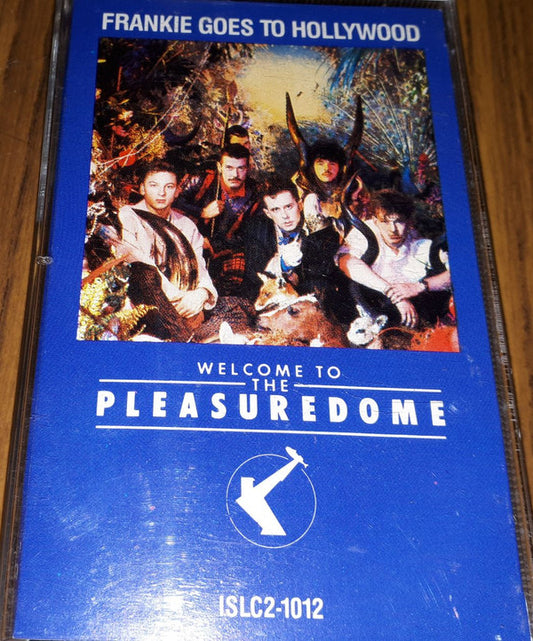 FRANKIE GOES TO HOLLYWOOD
WELCOME TO
THE
PLEASUREDOME
ISLC2-1012